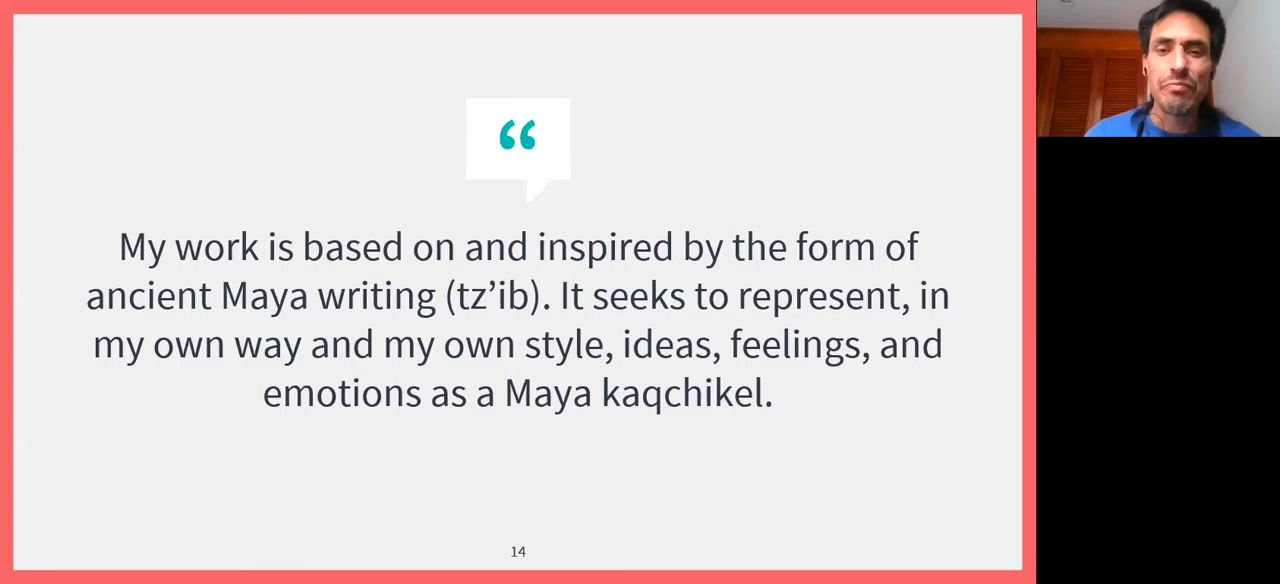 “
My work is based on and inspired by the form of
ancient Maya writing (tz’ib). It seeks to represent, in
my own way and my own style, ideas, feelings, and
emotions as a Maya kaqchikel.
14